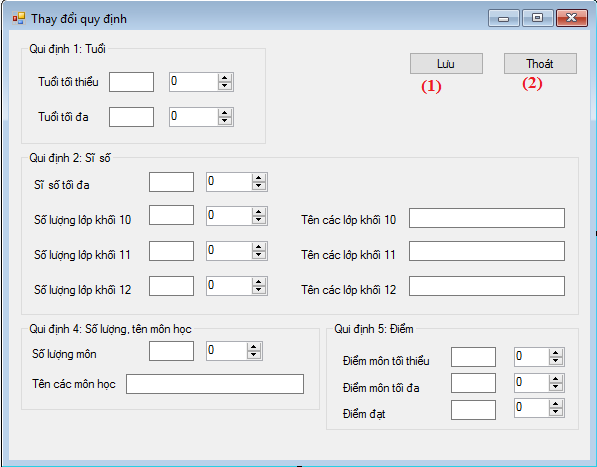 Thay đổi quy định
Qui định 1: Tuổi
Tuổi tối thiểu 0
Tuổi tối đa 0
Lưu Thoát
(1) (2)
Qui định 2: Sĩ số
Sĩ số tối đa 0
Số lượng lớp khối 10 0 Tên các lớp khối 10
Số lượng lớp khối 11 0 Tên các lớp khối 11
Số lượng lớp khối 12 0 Tên các lớp khối 12
Qui định 4: Số lượng, tên môn học
Số lượng môn 0
Tên các môn học
Qui định 5: Điểm
Điểm môn tối thiểu 0
Điểm môn tối đa 0
Điểm đạt 0